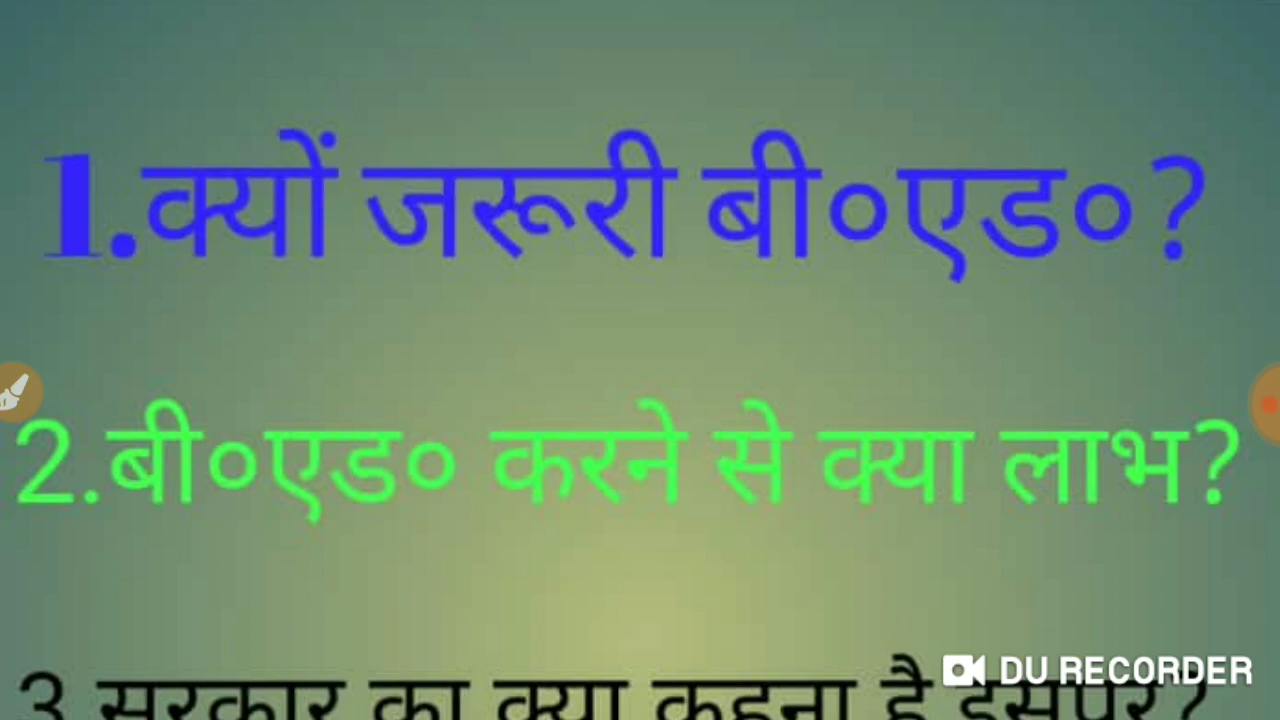 1.क्यों जरूरी बी०एड०?
2.बी०एड० करने से क्या लाभ?
3 सरकार का क्या कहना है इसपर?
DU RECORDER